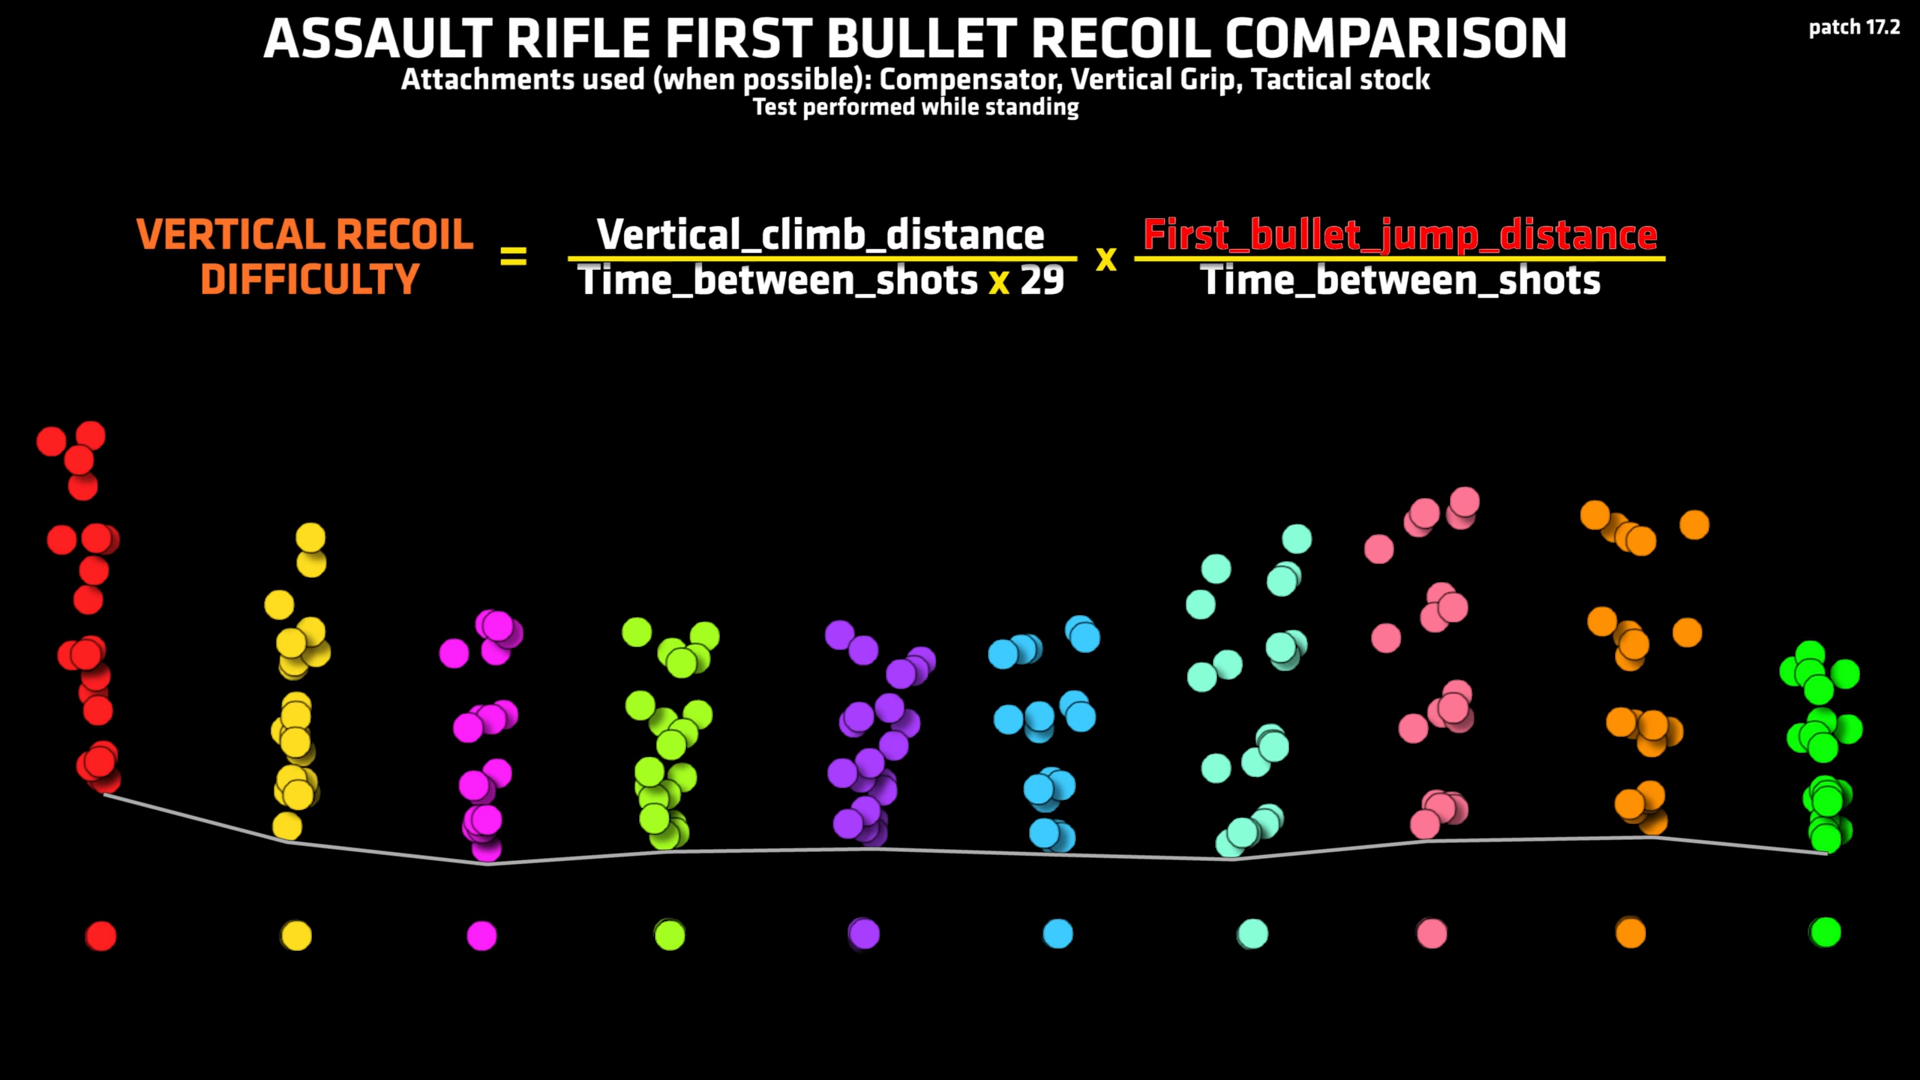 ASSAULT RIFLE FIRST BULLET RECOIL COMPARISON
patch 17.2
Attachments used (when possible): Compensator, Vertical Grip, Tactical stock
Test performed while standing
VERTICAL RECOIL
DIFFICULTY
=
Vertical_climb_distance
Time_between_shots x 29
x
First_bullet_jump_distance
Time_between_shots